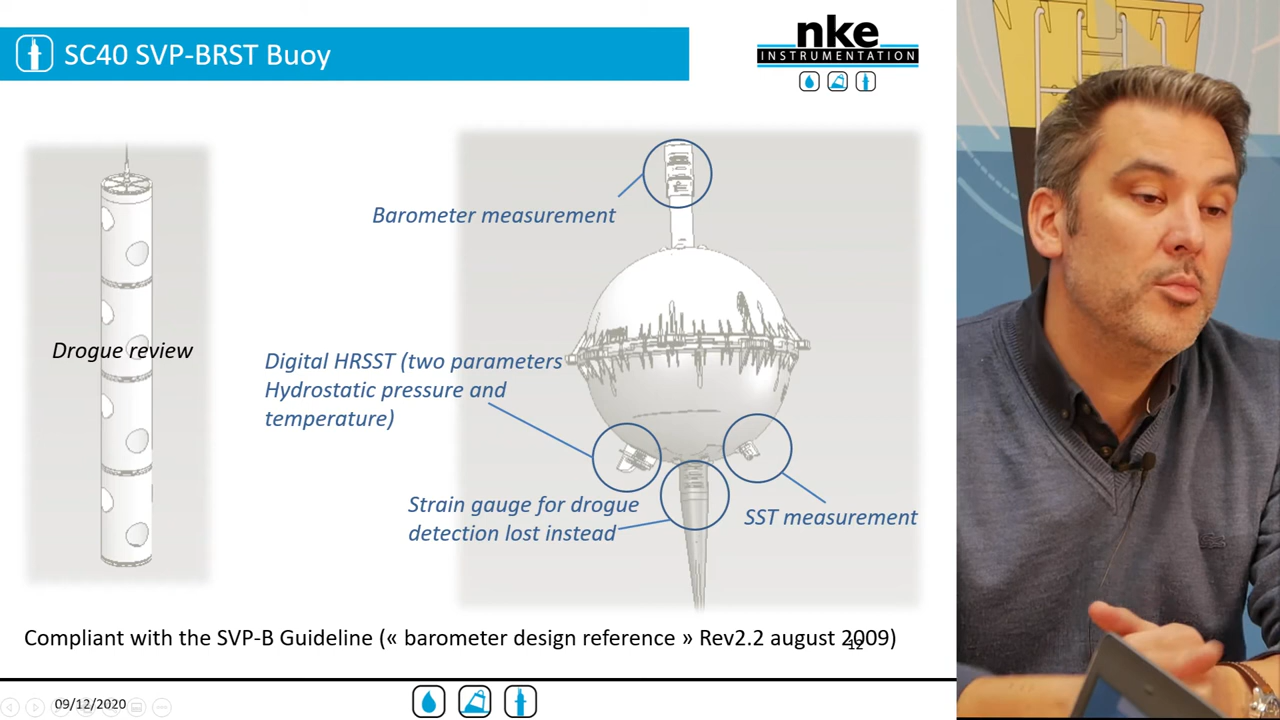 SC40 SVP-BRST Buoy
nke
INSTRUMENTATION
Barometer measurement
Drogue review
Digital HRSST (two parameters
Hydrostatic pressure and
temperature)
Strain gauge for drogue
detection lost instead
SST measurement
Compliant with the SVP-B Guideline (« barometer design reference » Rev2.2 august 2009)
12
09/12/2020